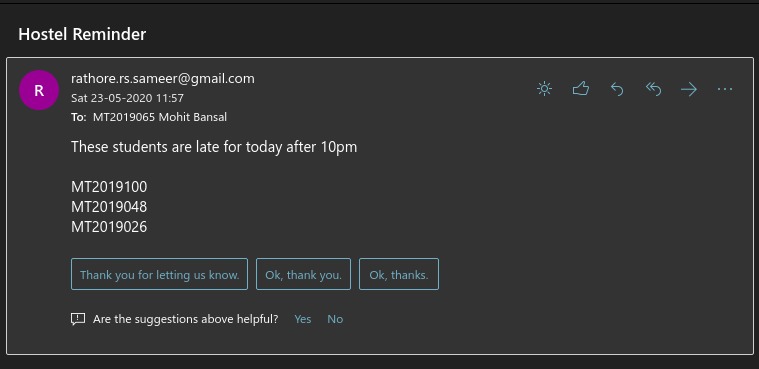 Hostel Reminder
R
rathore.rs.sameer@gmail.com
Sat 23-05-2020 11:57
To: MT2019065 Mohit Bansal
These students are late for today after 10pm
MT2019100
MT2019048
MT2019026
Thank you for letting us know. Ok, thank you. Ok, thanks.
Are the suggestions above helpful? Yes No